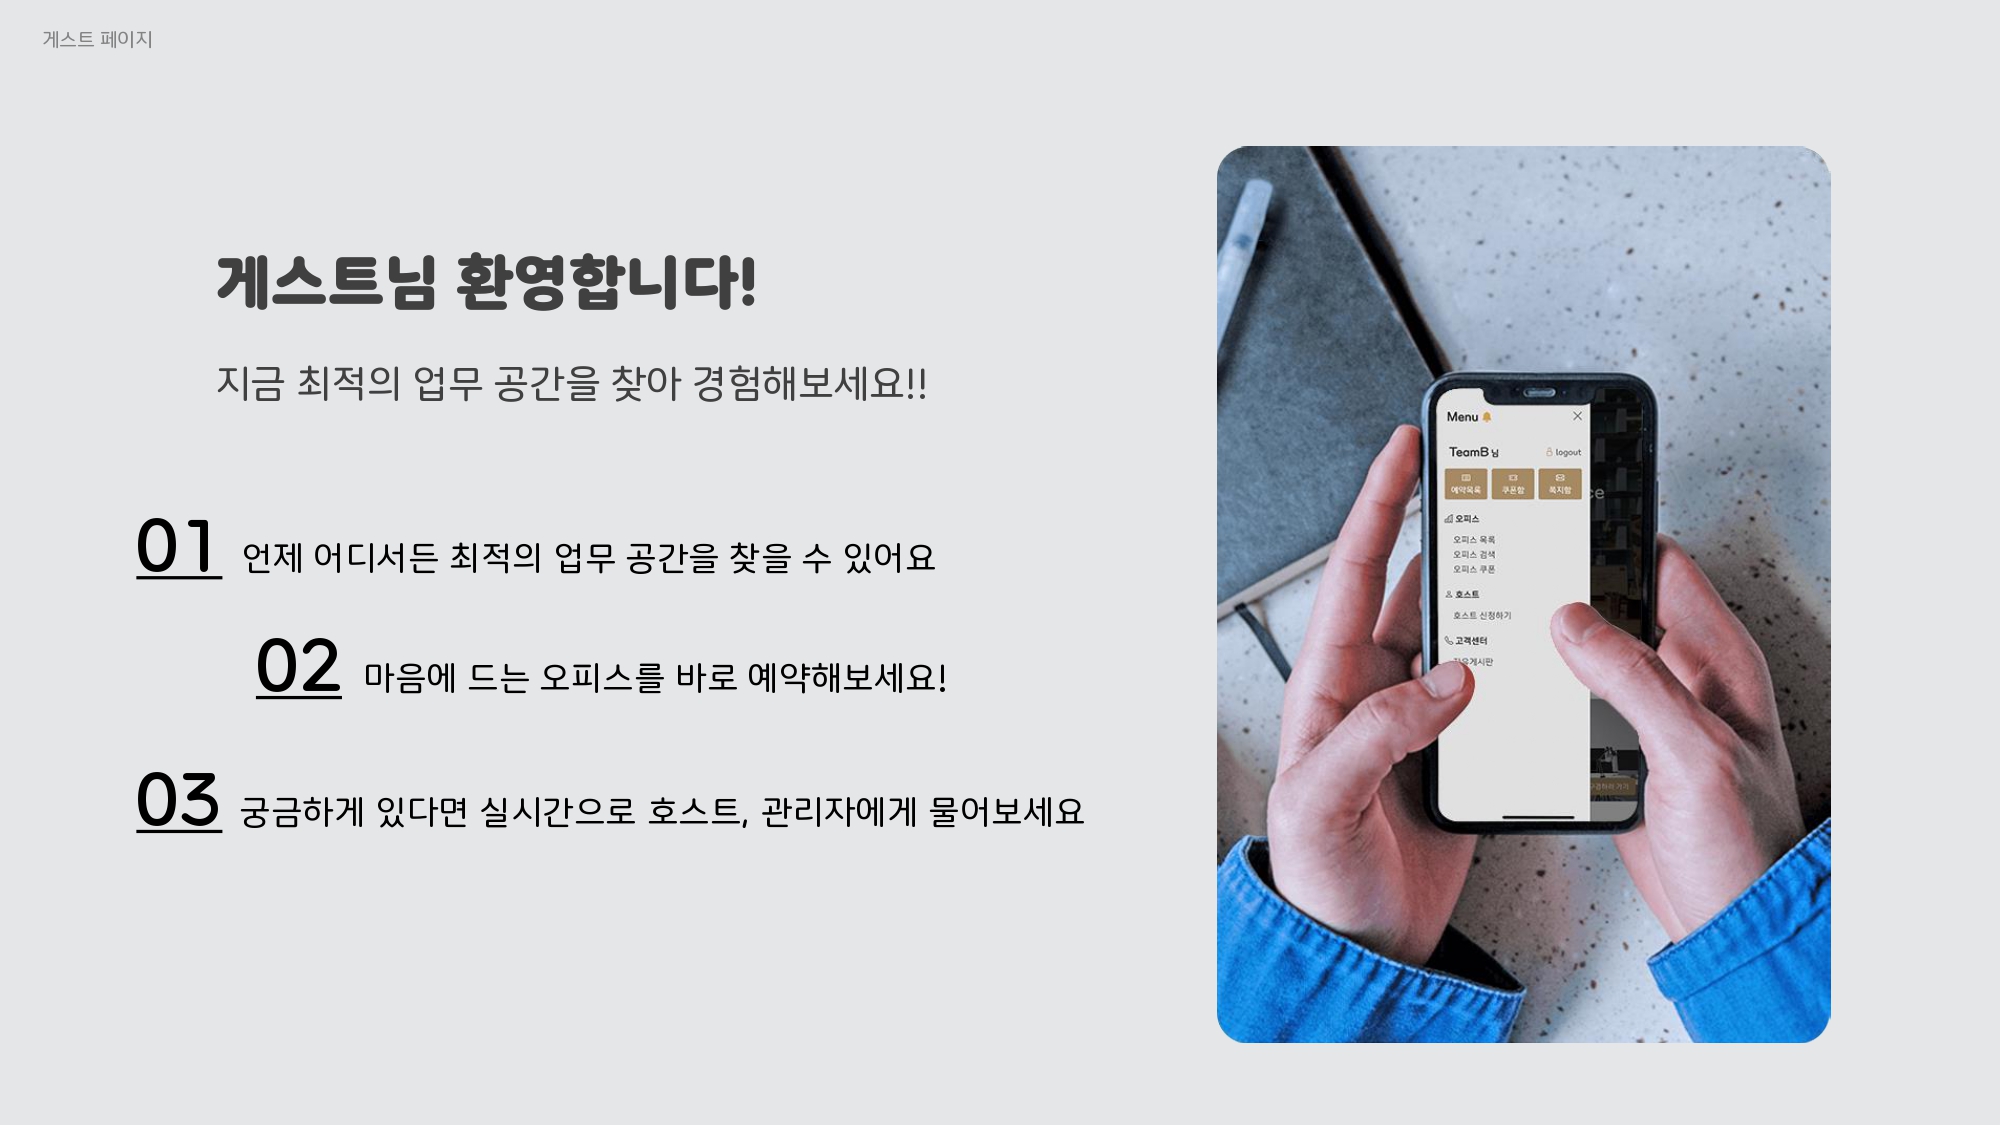 게스트 페이지
게스트님 환영합니다!
지금 최적의 업무 공간을 찾아 경험해보세요!!
01 언제 어디서든 최적의 업무 공간을 찾을 수 있어요
02 마음에 드는 오피스를 바로 예약해보세요!
03 궁금하게 있다면 실시간으로 호스트, 관리자에게 물어보세요
Menu
TeamB 님 logout
예약목록 쿠폰함 쪽지함
오피스
오피스 목록
오피스 검색
오피스 쿠폰
호스트
호스트 신청하기
고객센터
자유게시판